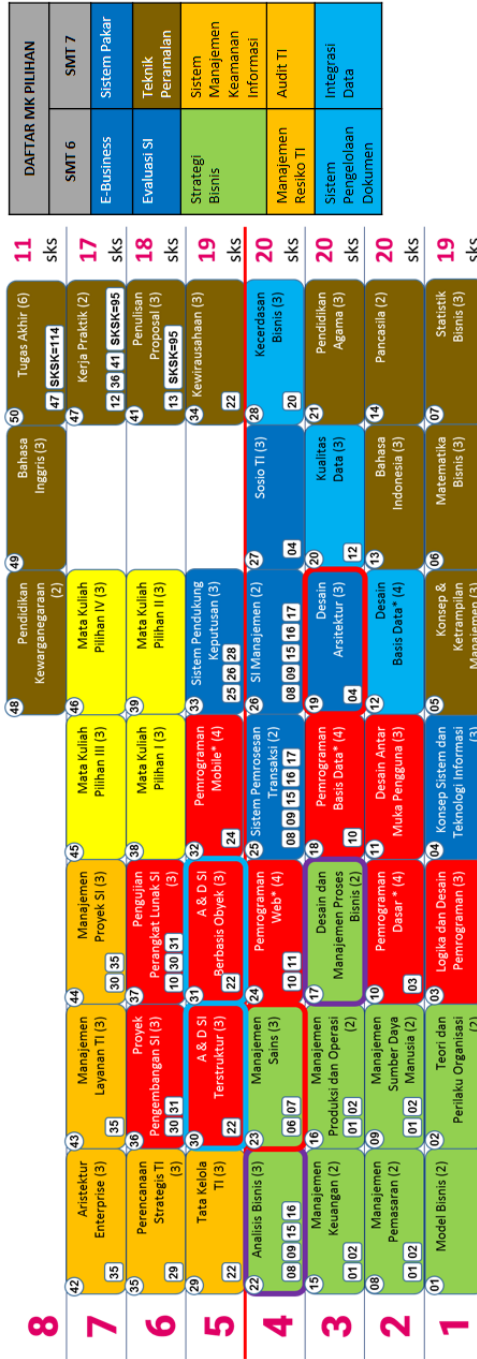 8
48
Pendidikan
Kewarganegaraan
(2)
49
Bahasa
Inggris (3)
50
Tugas Akhir (6)
47 SKSK=114
11
sks
7
42
Aristektur
Enterprise (3)
35
43
Manajemen
Layanan TI (3)
35
44
Manajemen
Proyek SI (3)
30 35
45
Mata Kuliah
Pilihan III (3)
46
Mata Kuliah
Pilihan IV (3)
47
Kerja Praktik (2)
12 36 41 SKSK=95
17
sks
6
35
Perencanaan
Strategis TI
(3)
29
36
Proyek
Pengembangan SI (3)
30 31
37
Pengujian
Perangkat Lunak SI
(3)
10 30 31
38
Mata Kuliah
Pilihan I (3)
39
Mata Kuliah
Pilihan II (3)
41
Penulisan
Proposal (3)
13 SKSK=95
18
sks
5
29
Tata Kelola
TI (3)
22
30
A & D SI
Terstruktur (3)
22
31
A & D SI
Berbasis Obyek (3)
22
32
Pemrograman
Mobile* (4)
24
33
Sistem Pendukung
Keputusan (3)
25 26 28
34
Kewirausahaan (3)
22
19
sks
4
22
Analisis Bisnis (3)
08 09 15 16
23
Manajemen
Sains (3)
06 07
24
Pemrograman
Web* (4)
10 11
25
Sistem Pemrosesan
Transaksi (2)
08 09 15 16 17
26
SI Manajemen (2)
08 09 15 16 17
27
Sosio TI (3)
04
28
Kecerdasan
Bisnis (3)
20
20
sks
3
15
Manajemen
Keuangan (2)
01 02
16
Manajemen
Produksi dan Operasi
(2)
01 02
17
Desain dan
Manajemen Proses
Bisnis (2)
18
Pemrograman
Basis Data* (4)
10
19
Desain
Arsitektur (3)
04
20
Kualitas
Data (3)
12
21
Pendidikan
Agama (3)
20
sks
2
08
Manajemen
Pemasaran (2)
01 02
09
Manajemen
Sumber Daya
Manusia (2)
01 02
10
Pemrograman
Dasar * (4)
03
11
Desain Antar
Muka Pengguna (3)
12
Desain
Basis Data* (4)
13
Bahasa
Indonesia (3)
14
Pancasila (2)
20
sks
1
01
Model Bisnis (2)
02
Teori dan
Perilaku Organisasi
(2)
03
Logika dan Desain
Pemrograman (3)
04
Konsep Sistem dan
Teknologi Informasi
(3)
05
Konsep &
Ketrampilan
Manajemen (3)
06
Matematika
Bisnis (3)
07
Statistik
Bisnis (3)
19
sks
DAFTAR MK PILIHAN
SMT 6
SMT 7
E-Business
Sistem Pakar
Evaluasi SI
Teknik
Peramalan
Strategi
Bisnis
Sistem
Manajemen
Keamanan
Informasi
Manajemen
Resiko TI
Audit TI
Sistem
Pengelolaan
Dokumen
Integrasi
Data